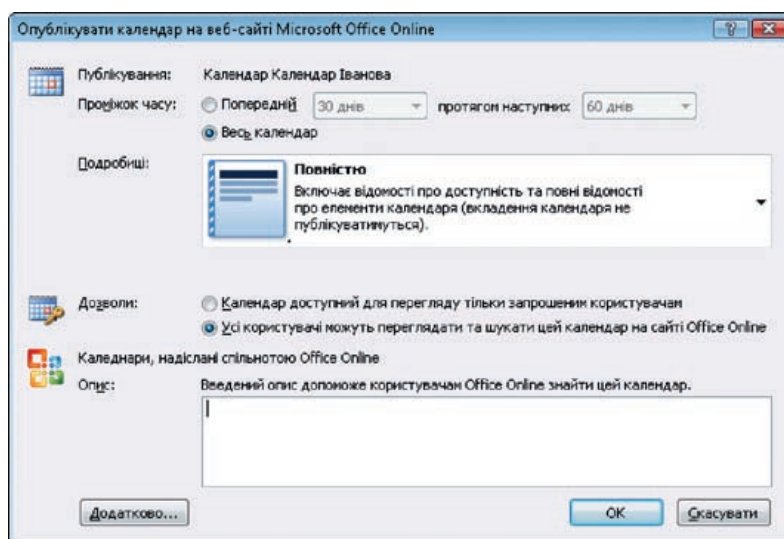 Опублікувати календар на веб-сайті Microsoft Office Online
Публікування: Календар Календар Іванова
Проміжок часу: Попередній 30 днів протягом наступних 60 днів
Весь календар
Подробиці: Повністю
Включає відомості про доступність та повні відомості
про елементи календаря (вкладення календаря не
публікуватимуться).
Дозволи: Календар доступний для перегляду тільки запрошеним користувачам
Усі користувачі можуть переглядати та шукати цей календар на сайті Office Online
Каледнари, надіслані спільнотою Office Online
Опис: Введений опис допоможе користувачам Office Online знайти цей календар.
Додатково... ОК Скасувати